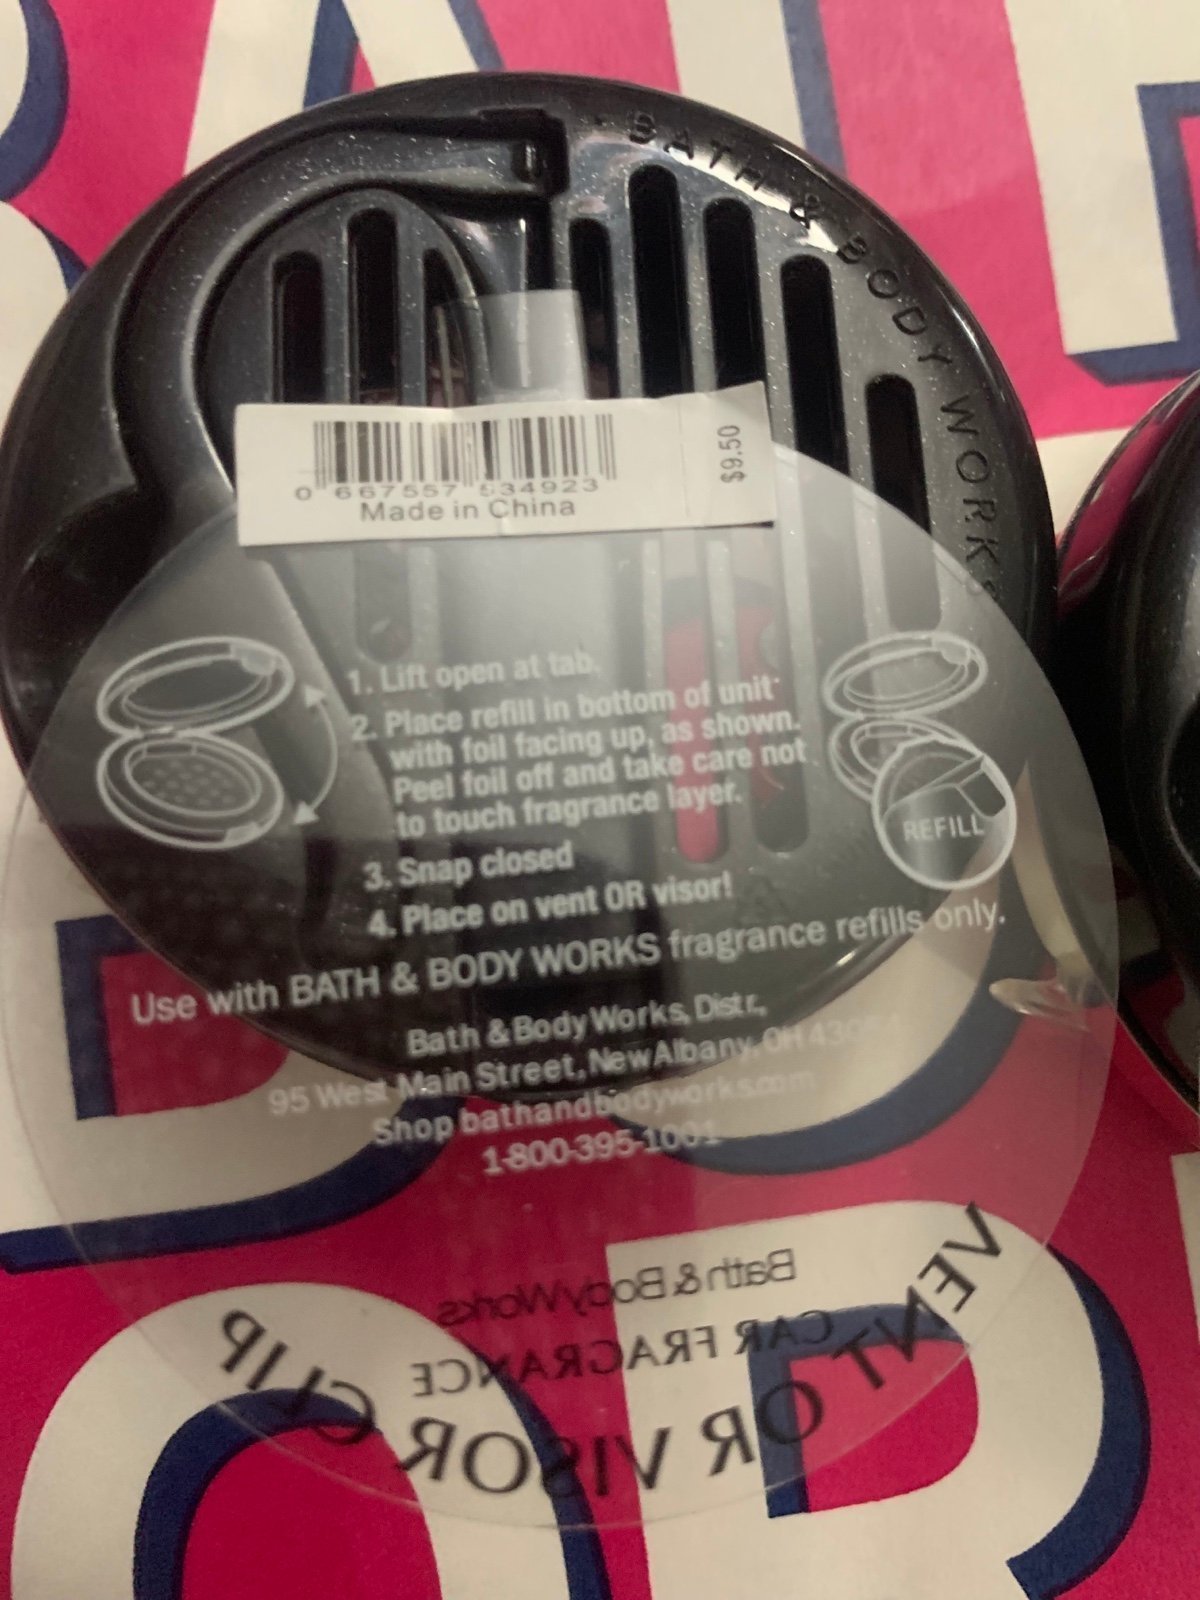 BATH & BODY WORKS
0 667557 534923
Made in China
$9.50
1. Lift open at tab.
2. Place refill in bottom of unit
with foil facing up, as shown.
Peel foil off and take care not
to touch fragrance layer.
3. Snap closed
4. Place on vent OR visor!
REFILL
Use with BATH & BODY WORKS fragrance refills only.
Bath & Body Works, Distr.,
95 West Main Street, New Albany, OH
Shop bathandbodyworks.com
1-800-395-1001
Bath & Body Works
CAR FRAGRANCE
VENT OR VISOR CLIP